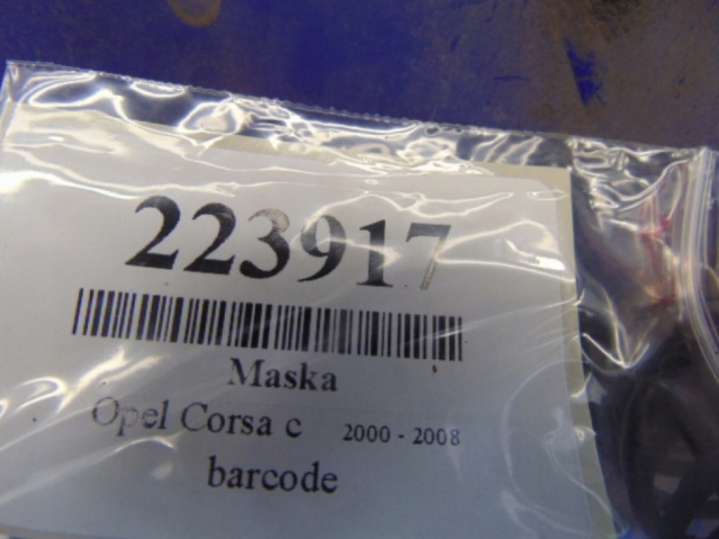 223917
Maska
Opel Corsa c 2000 - 2008
barcode